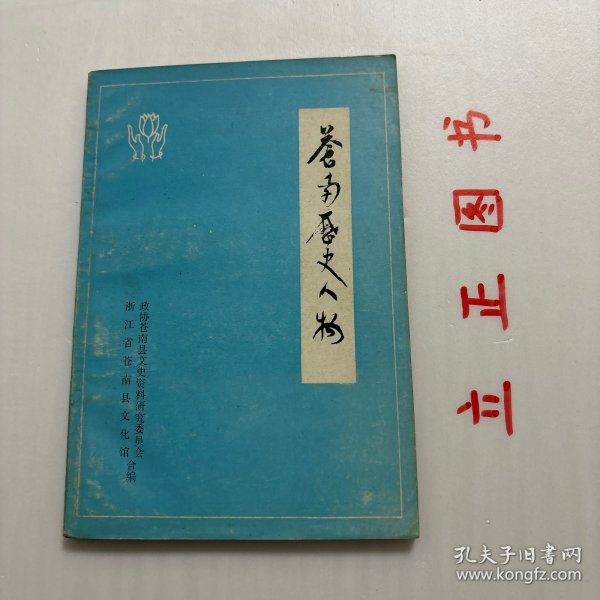 蒼南歷史人物
政协苍南县文史资料研究委员会
浙江省苍南县文化馆
合编
立正图书
孔夫子旧书网
www.kongfz.com